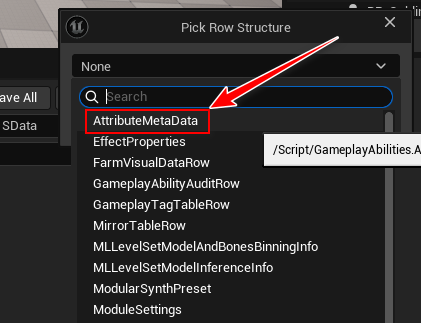 Pick Row Structure
None
ave All
Search
SData
AttributeMetaData
EffectProperties
/Script/GameplayAbilities.A
FarmVisualDataRow
GameplayAbilityAuditRow
GameplayTagTableRow
MirrorTableRow
MLLevelSetModelAndBonesBinningInfo
MLLevelSetModelInferenceInfo
ModularSynthPreset
ModuleSettings